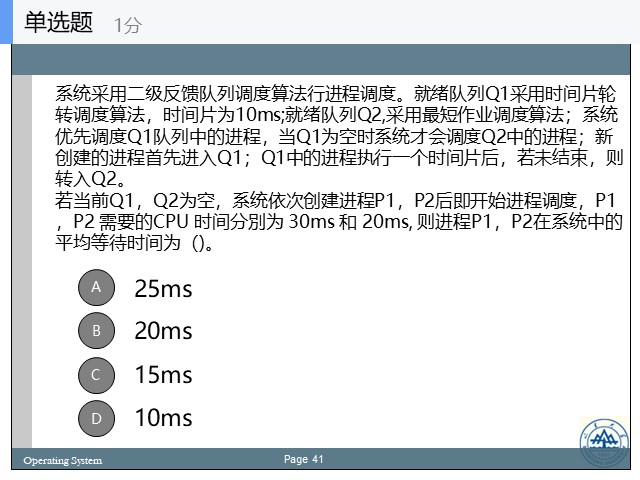 单选题 1分
系统采用二级反馈队列调度算法行进程调度。就绪队列Q1采用时间片轮
转调度算法，时间片为10ms;就绪队列Q2,采用最短作业调度算法；系统
优先调度Q1队列中的进程，当Q1为空时系统才会调度Q2中的进程；新
创建的进程首先进入Q1；Q1中的进程执行一个时间片后，若未结束，则
转入Q2。
若当前Q1，Q2为空，系统依次创建进程P1，P2后即开始进程调度，P1
，P2 需要的CPU 时间分别为 30ms 和 20ms, 则进程P1，P2在系统中的
平均等待时间为（)。
A 25ms
B 20ms
C 15ms
D 10ms
Operating System Page 41